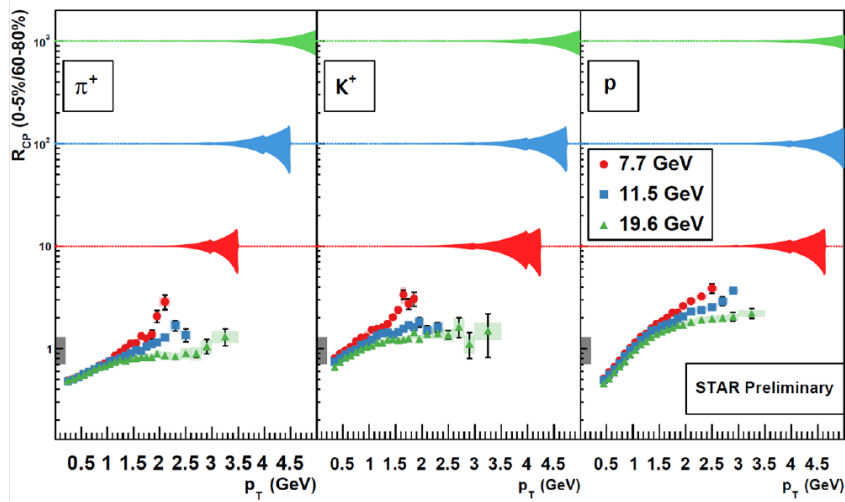 R_CP (0-5%/60-80%)
10³
10²
10
1
π⁺
K⁺
p
7.7 GeV
11.5 GeV
19.6 GeV
STAR Preliminary
0.5 1 1.5 2 2.5 3 3.5 4 4.5
0.5 1 1.5 2 2.5 3 3.5 4 4.5
0.5 1 1.5 2 2.5 3 3.5 4 4.5
p_T (GeV)
p_T (GeV)
p_T (GeV)